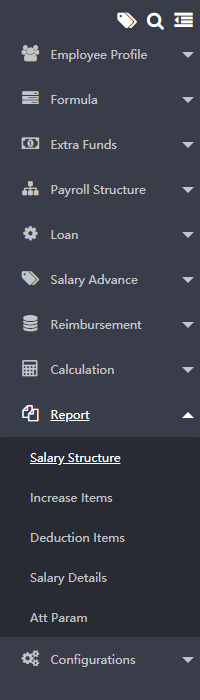 Employee Profile
Formula
Extra Funds
Payroll Structure
Loan
Salary Advance
Reimbursement
Calculation
Report
Salary Structure
Increase Items
Deduction Items
Salary Details
Att Param
Configurations